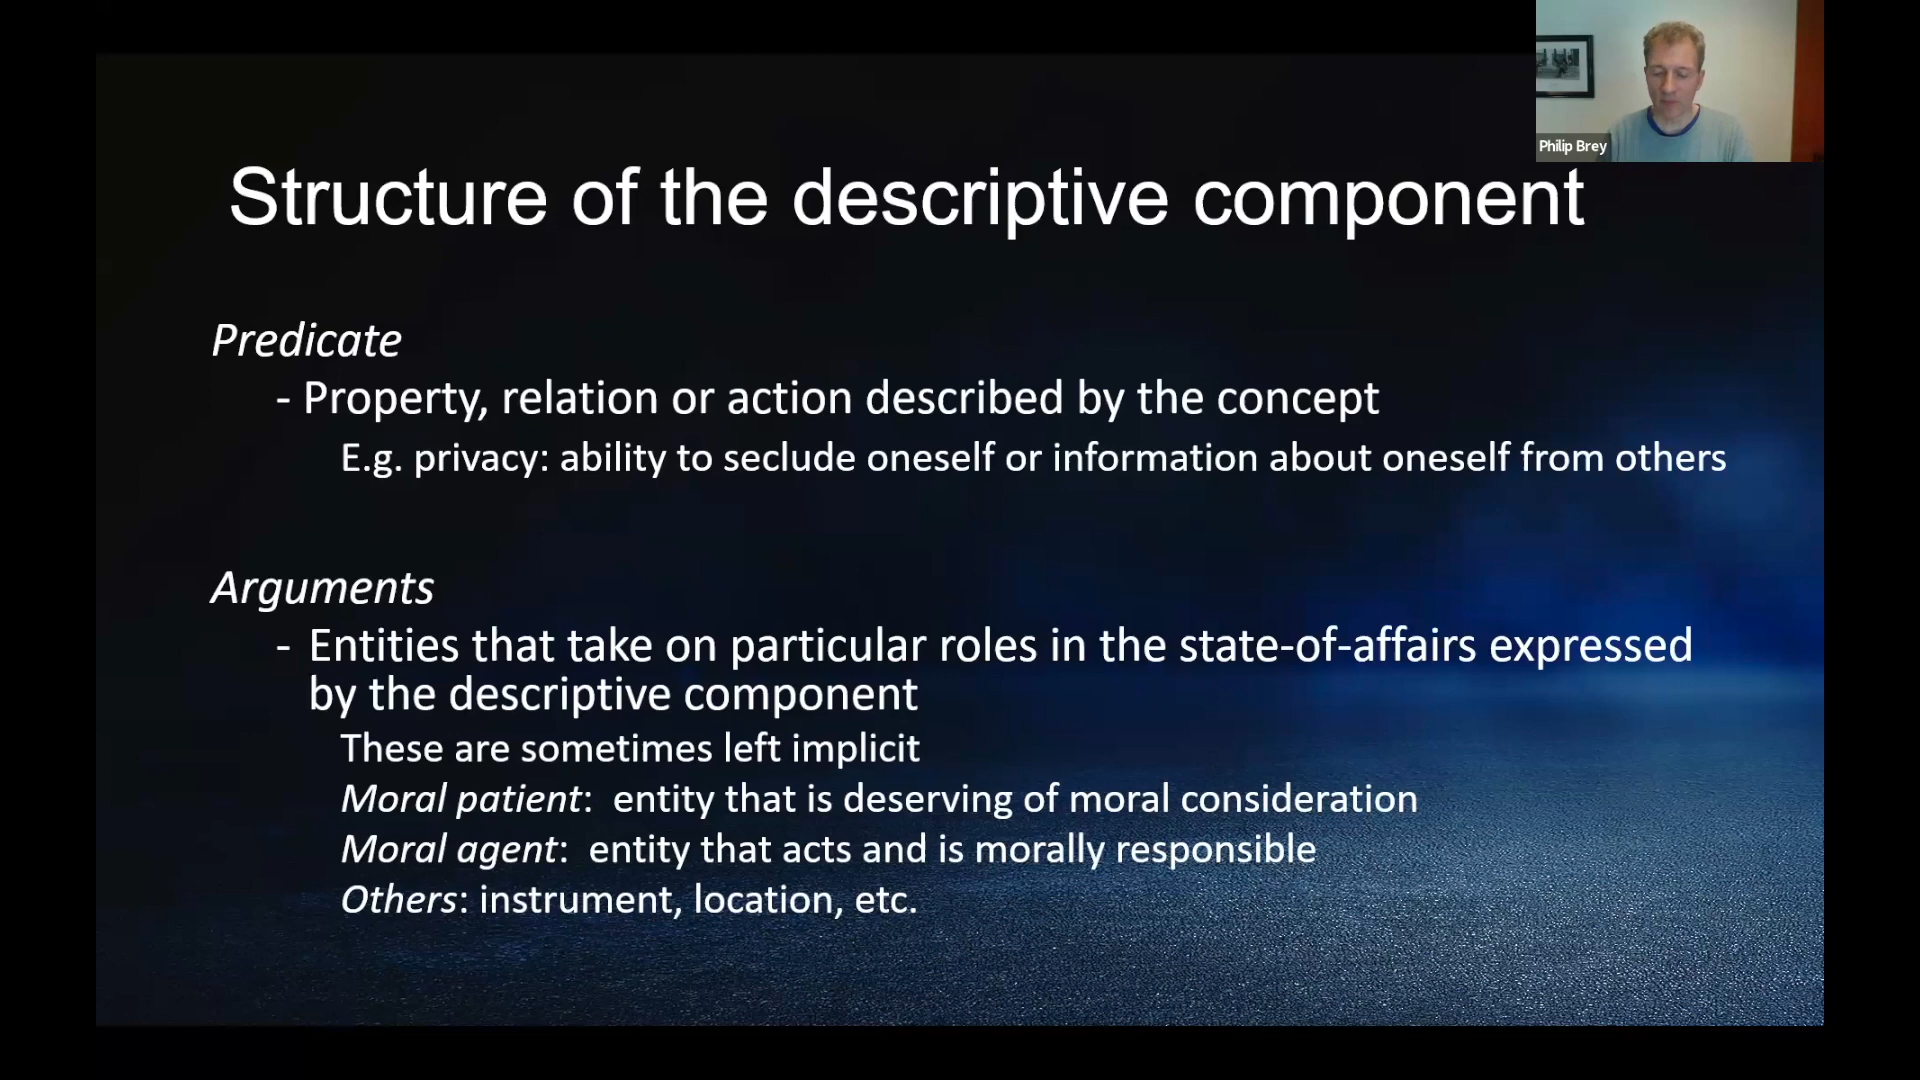 Philip Brey
Structure of the descriptive component
Predicate
- Property, relation or action described by the concept
E.g. privacy: ability to seclude oneself or information about oneself from others
Arguments
- Entities that take on particular roles in the state-of-affairs expressed
by the descriptive component
These are sometimes left implicit
Moral patient:  entity that is deserving of moral consideration
Moral agent:  entity that acts and is morally responsible
Others: instrument, location, etc.